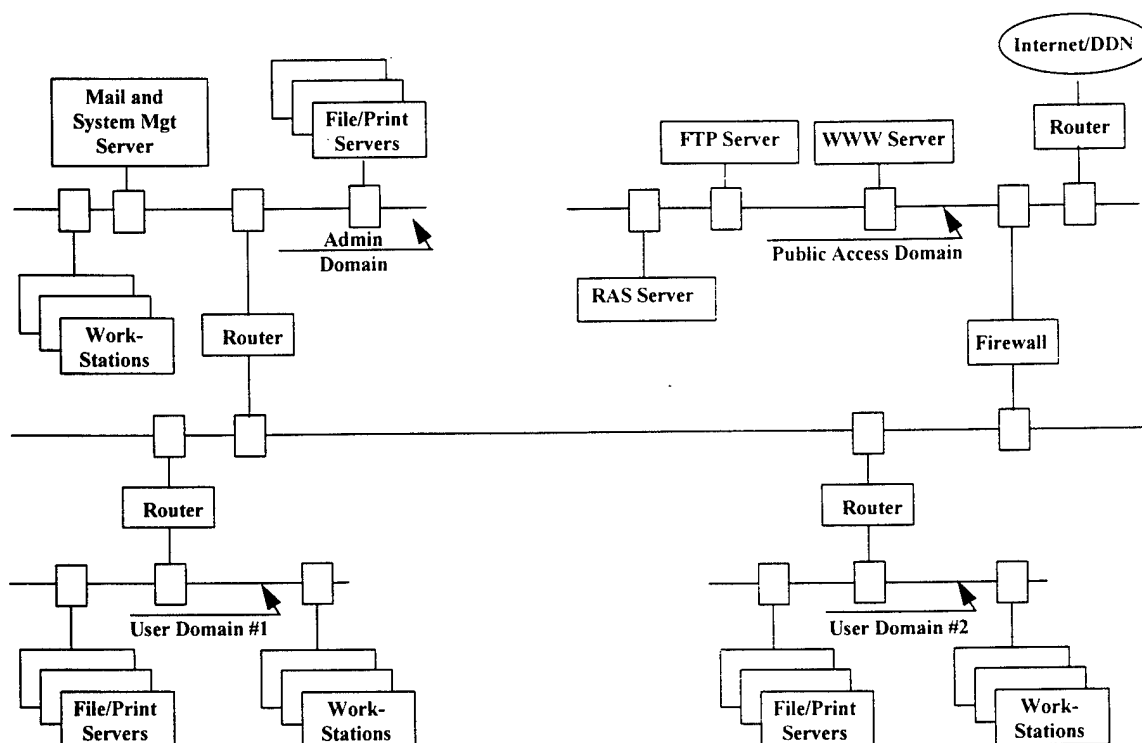 Internet/DDN
Mail and
System Mgt
Server
File/Print
Servers
FTP Server
WWW Server
Router
Admin
Domain
Public Access Domain
RAS Server
Work-
Stations
Router
Firewall
Router
Router
User Domain #1
User Domain #2
File/Print
Servers
Work-
Stations
File/Print
Servers
Work-
Stations